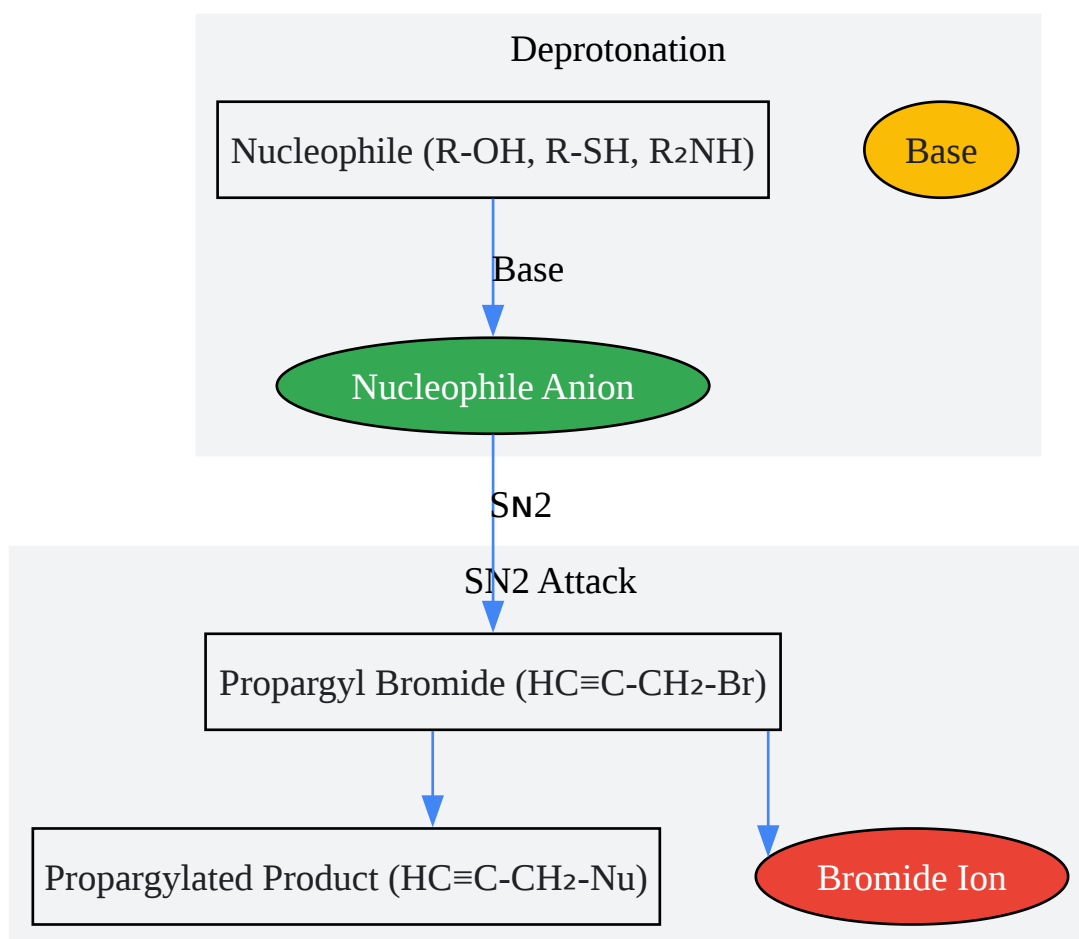 Deprotonation
Nucleophile (R-OH, R-SH, R₂NH)
Base
Base
Nucleophile Anion
Sɴ2
SN2 Attack
Propargyl Bromide (HC≡C-CH₂-Br)
Propargylated Product (HC≡C-CH₂-Nu)
Bromide Ion